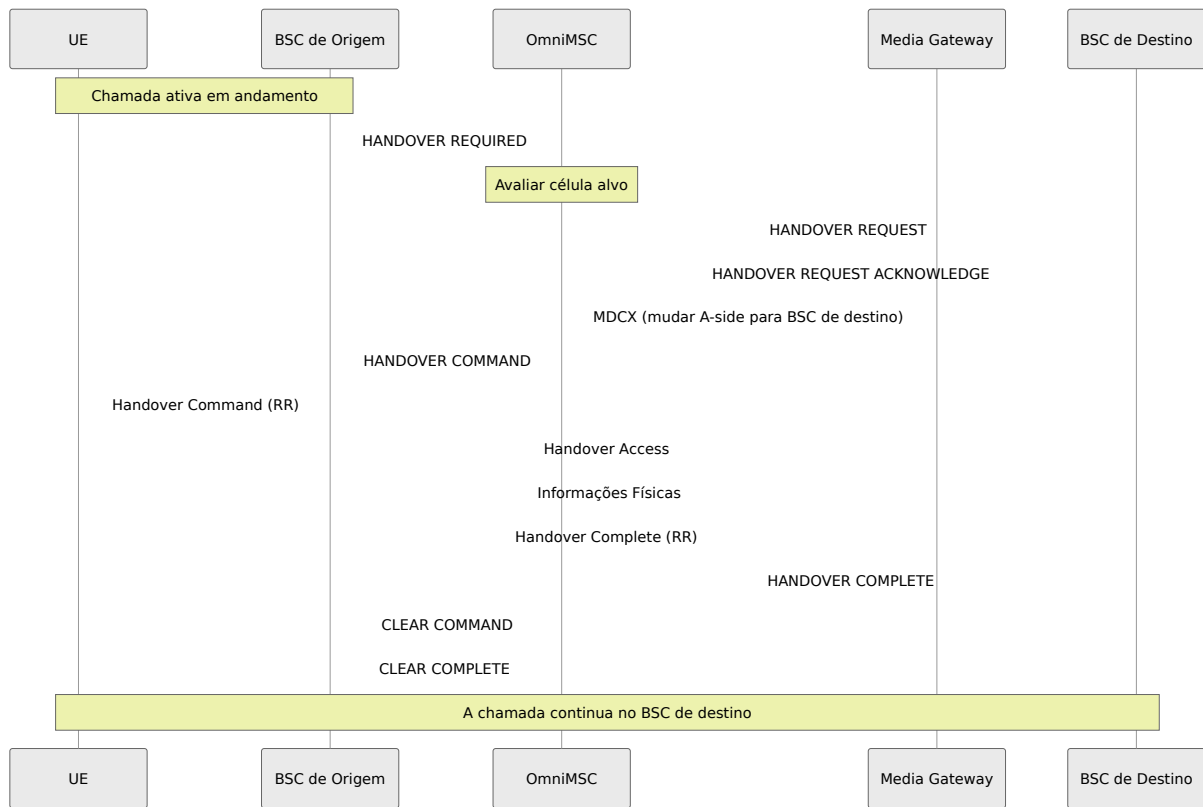 UE
BSC de Origem
OmniMSC
Media Gateway
BSC de Destino
Chamada ativa em andamento
HANDOVER REQUIRED
Avaliar célula alvo
HANDOVER REQUEST
HANDOVER REQUEST ACKNOWLEDGE
MDCX (mudar A-side para BSC de destino)
HANDOVER COMMAND
Handover Command (RR)
Handover Access
Informações Físicas
Handover Complete (RR)
HANDOVER COMPLETE
CLEAR COMMAND
CLEAR COMPLETE
A chamada continua no BSC de destino
UE
BSC de Origem
OmniMSC
Media Gateway
BSC de Destino